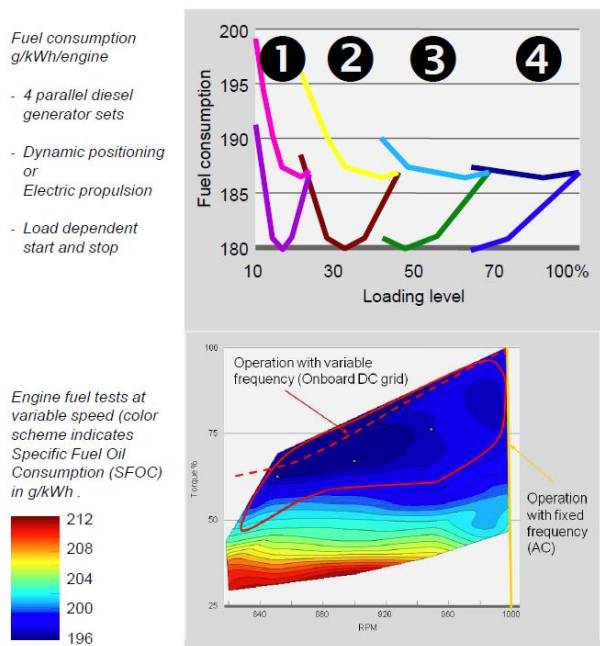 Fuel consumption
g/kWh/engine
- 4 parallel diesel
generator sets
- Dynamic positioning
or
Electric propulsion
- Load dependent
start and stop
Fuel consumption
200
195
190
185
180
1
2
3
4
10
30
50
70
100%
Loading level
Engine fuel tests at
variable speed (color
scheme indicates
Specific Fuel Oil
Consumption (SFOC)
in g/kWh .
212
208
204
200
196
Torque%
100
75
50
25
Operation with variable
frequency (Onboard DC grid)
Operation
with fixed
frequency
(AC)
840
880
920
960
1000
RPM